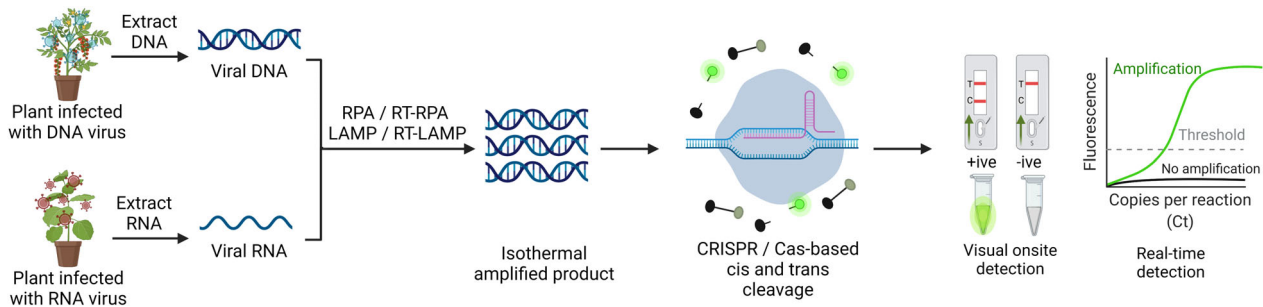 Extract
DNA
Viral DNA
Plant infected
with DNA virus
Extract
RNA
Viral RNA
Plant infected
with RNA virus
RPA / RT-RPA
LAMP / RT-LAMP
Isothermal
amplified product
CRISPR / Cas-based
cis and trans
cleavage
T
C
S
T
C
S
+ive
-ive
Visual onsite
detection
Fluorescence
Amplification
Threshold
No amplification
Copies per reaction
(Ct)
Real-time
detection